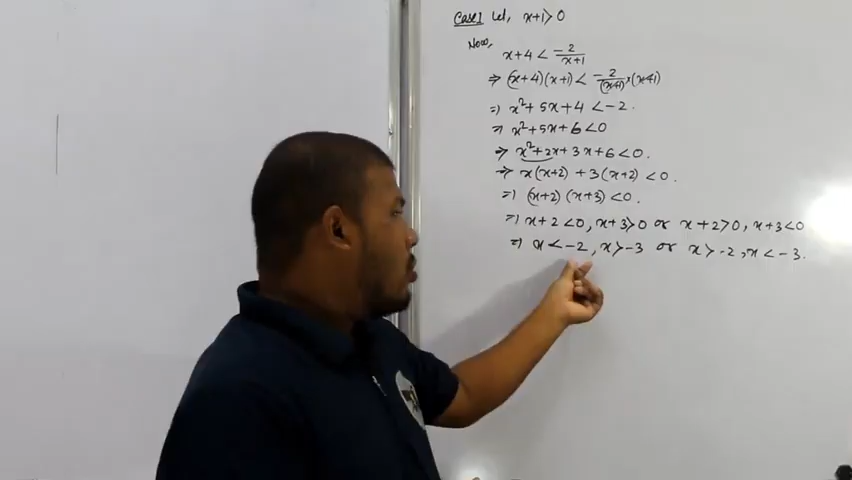 Case1 Let, x+1>0
Now,
x+4 < -2/x+1
⇒ (x+4)(x+1) < -2/(x+1) × (x+1)
⇒ x²+5x+4 < -2.
⇒ x²+5x+6<0
⇒ x²+2x+3x+6<0.
⇒ x(x+2) +3(x+2) <0.
⇒ (x+2) (x+3) <0.
⇒ x+2<0, x+3>0 or x+2>0, x+3<0
⇒ x<-2, x>-3 or x>-2, x<-3.